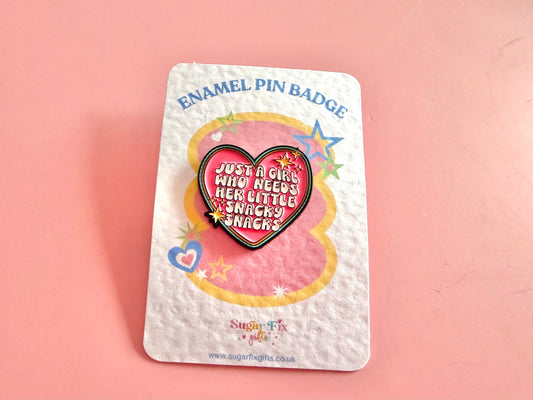 ENAMEL PIN BADGE
JUST A GIRL
WHO NEEDS
HER LITTLE
SNACKY
SNACKS
Sugar Fix
gifts
www.sugarfixgifts.co.uk